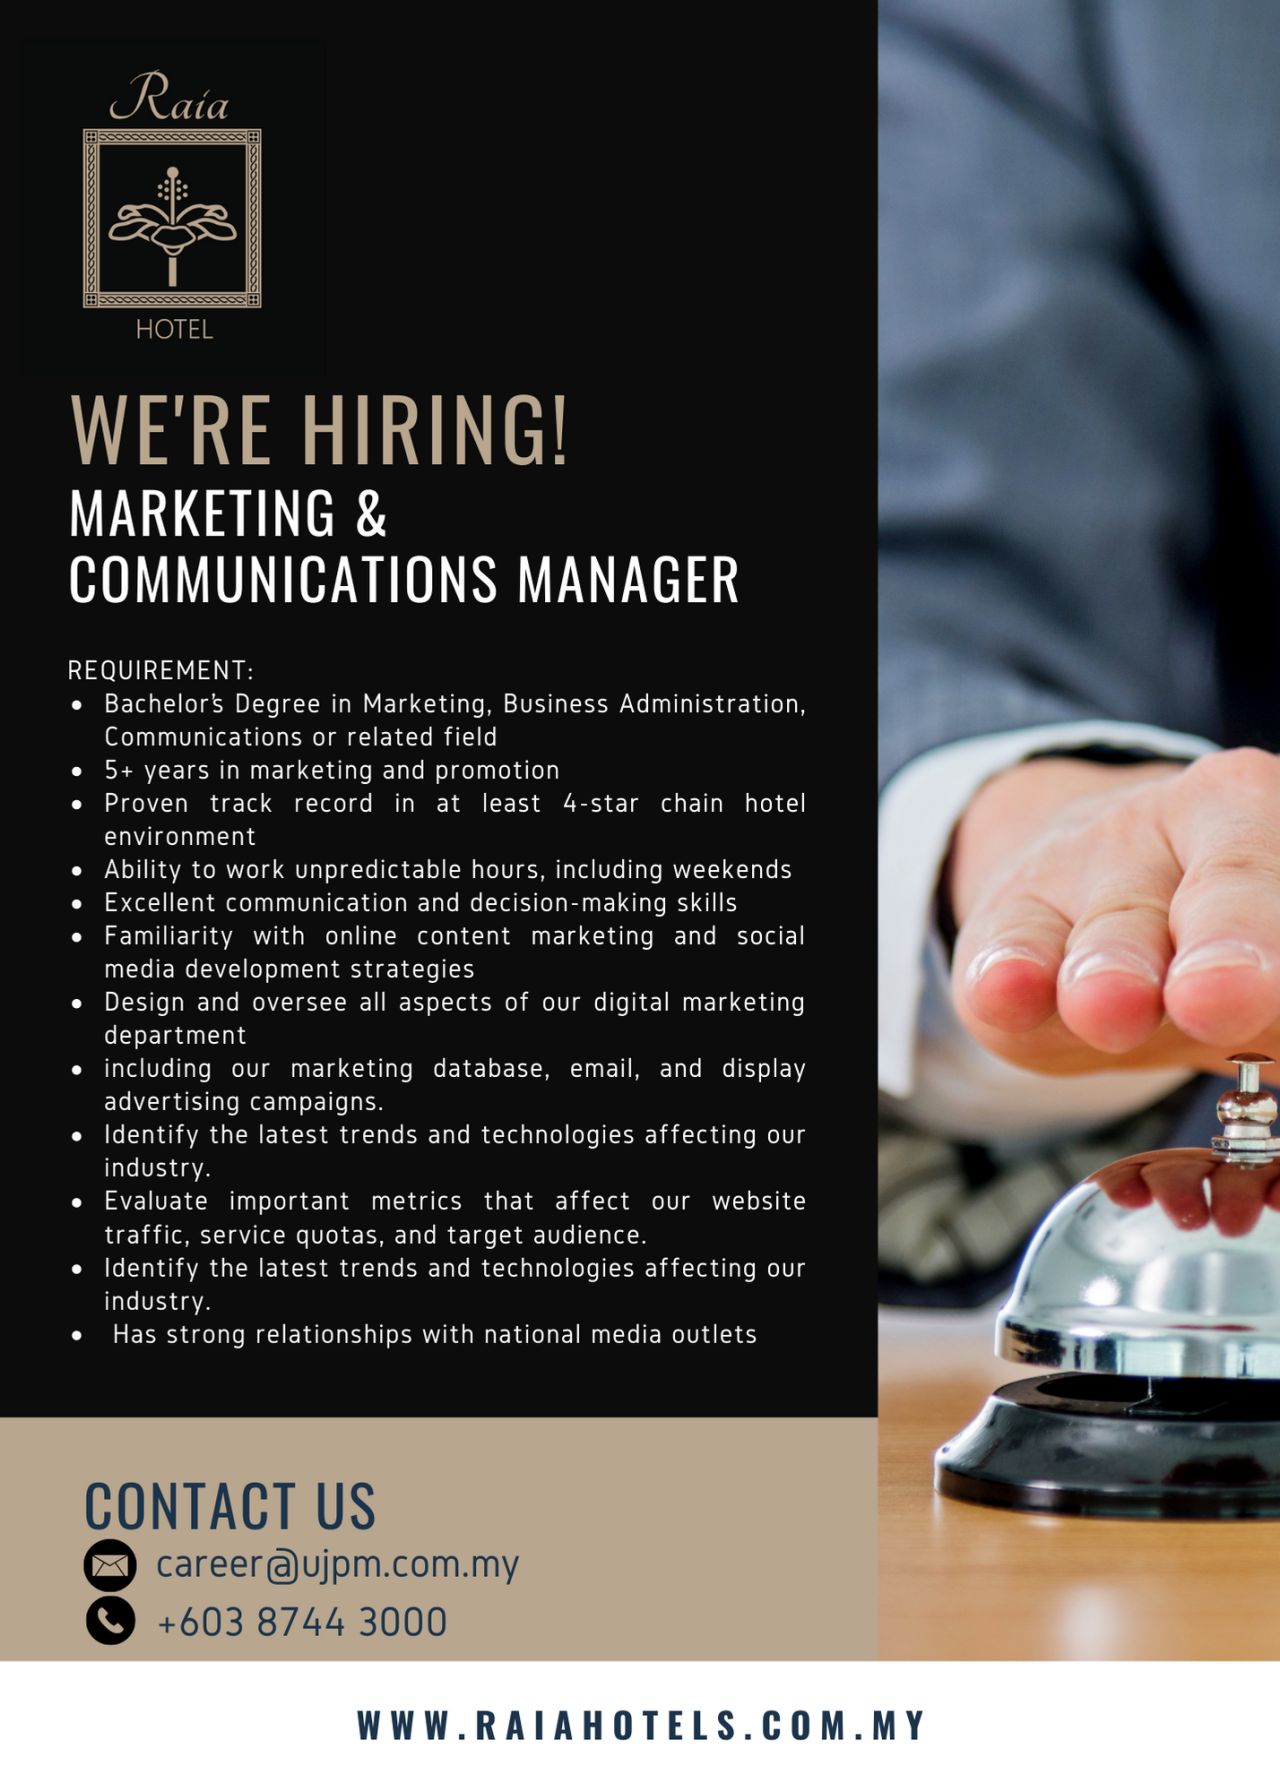 Raia
HOTEL
WE'RE HIRING!
MARKETING &
COMMUNICATIONS MANAGER
REQUIREMENT:
• Bachelor's Degree in Marketing, Business Administration,
Communications or related field
• 5+ years in marketing and promotion
• Proven track record in at least 4-star chain hotel
environment
• Ability to work unpredictable hours, including weekends
• Excellent communication and decision-making skills
• Familiarity with online content marketing and social
media development strategies
• Design and oversee all aspects of our digital marketing
department
• including our marketing database, email, and display
advertising campaigns.
• Identify the latest trends and technologies affecting our
industry.
• Evaluate important metrics that affect our website
traffic, service quotas, and target audience.
• Identify the latest trends and technologies affecting our
industry.
• Has strong relationships with national media outlets
CONTACT US
career@ujpm.com.my
+603 8744 3000
WWW.RAIAHOTELS.COM.MY